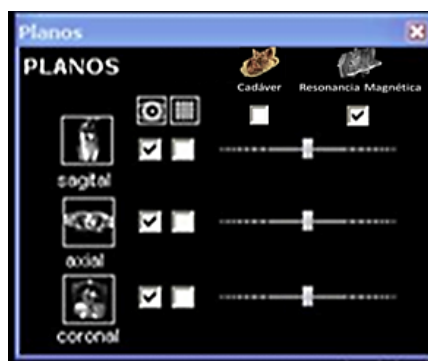 Planos
PLANOS
Cadáver Resonancia Magnética
sagital
axial
coronal